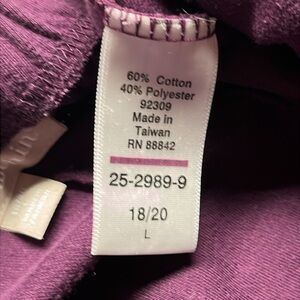 60% Cotton
40% Polyester
92309
Made in
Taiwan
RN 88842
25-2989-9
18/20
L